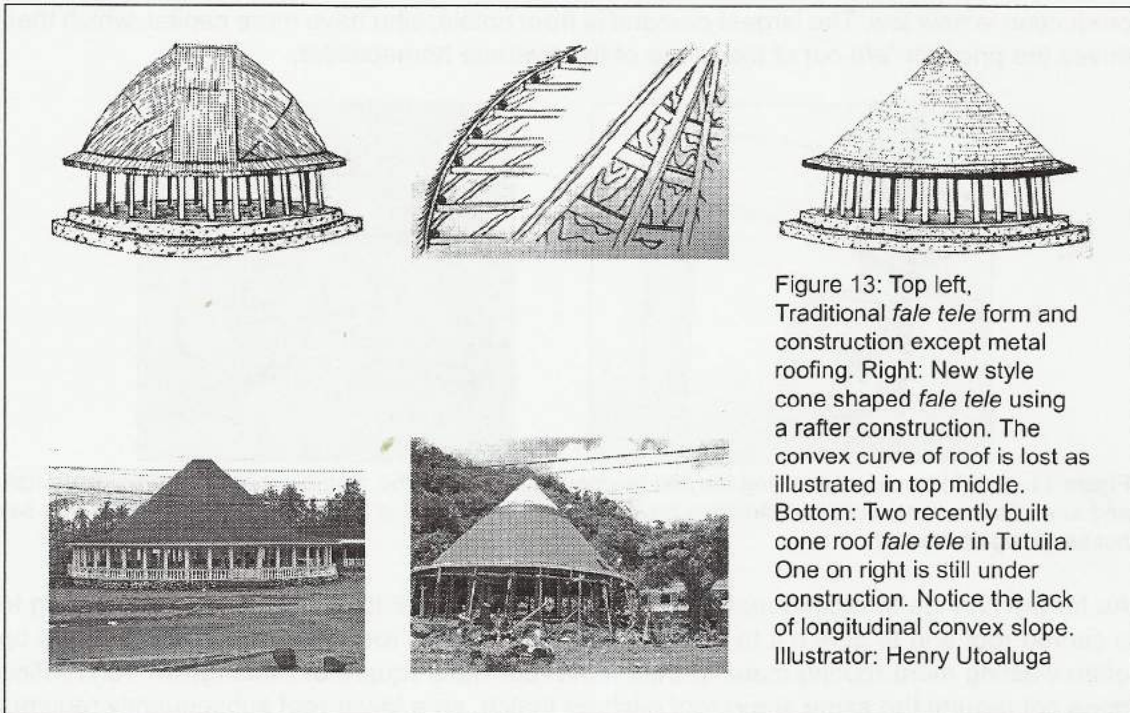 Figure 13: Top left,
Traditional fale tele form and
construction except metal
roofing. Right: New style
cone shaped fale tele using
a rafter construction. The
convex curve of roof is lost as
illustrated in top middle.
Bottom: Two recently built
cone roof fale tele in Tutuila.
One on right is still under
construction. Notice the lack
of longitudinal convex slope.
Illustrator: Henry Utoaluga